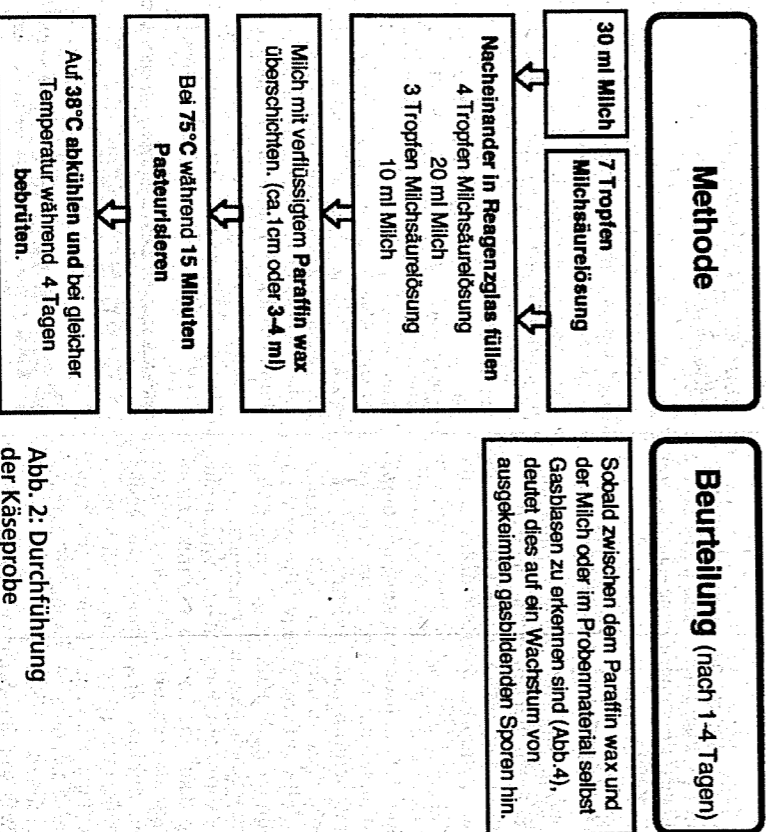 Methode
30 ml Milch
7 Tropfen
Milchsäurelösung
Nacheinander in Reagenzglas füllen
4 Tropfen Milchsäurelösung
20 ml Milch
3 Tropfen Milchsäurelösung
10 ml Milch
Milch mit verflüssigtem Paraffin wax
überschichten. (ca.1cm oder 3-4 ml)
Bei 75°C während 15 Minuten
Pasteurisieren
Auf 38°C abkühlen und bei gleicher
Temperatur während 4 Tagen
bebrüten.
Beurteilung (nach 1-4 Tagen)
Sobald zwischen dem Paraffin wax und
der Milch oder im Probenmaterial selbst
Gasblasen zu erkennen sind (Abb.4),
deutet dies auf ein Wachstum von
ausgekeimten gasbildenden Sporen hin.
Abb. 2: Durchführung
der Käseprobe